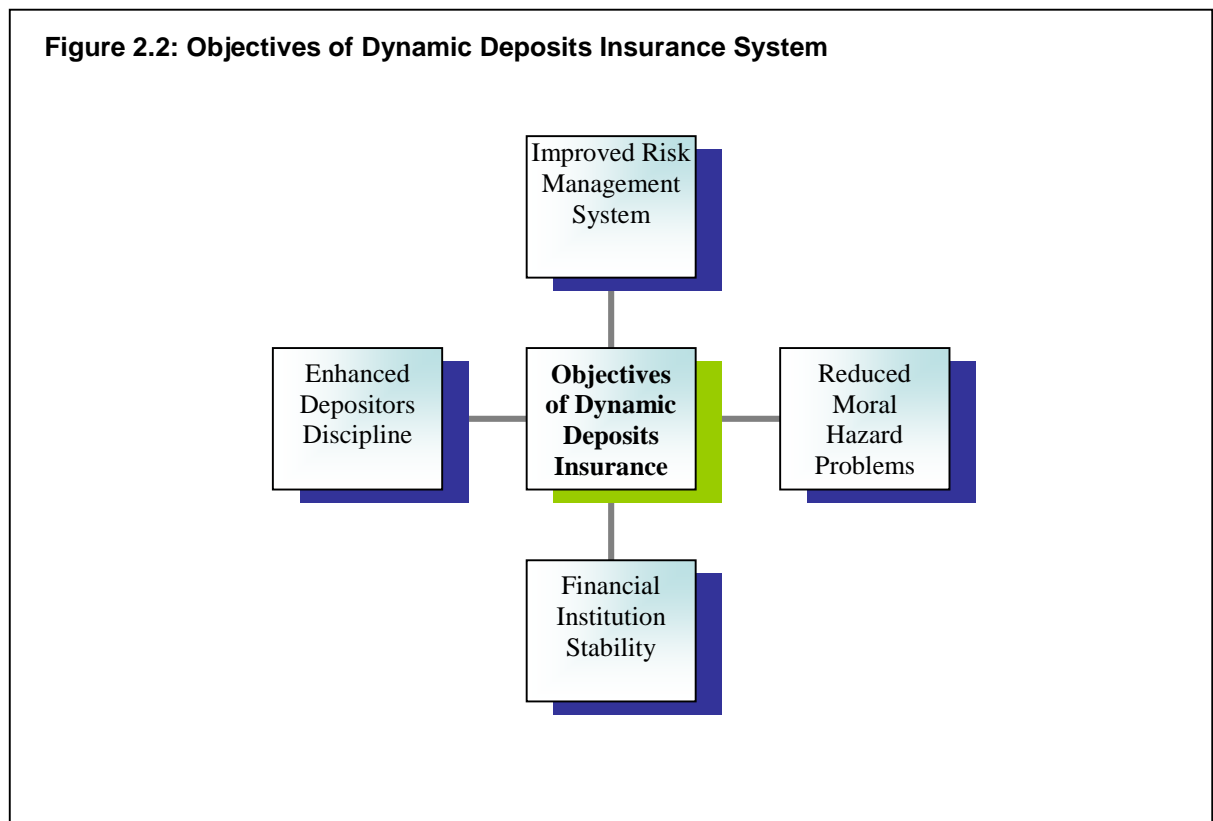 Figure 2.2: Objectives of Dynamic Deposits Insurance System
Improved Risk
Management
System
Enhanced
Depositors
Discipline
Objectives
of Dynamic
Deposits
Insurance
Reduced
Moral
Hazard
Problems
Financial
Institution
Stability